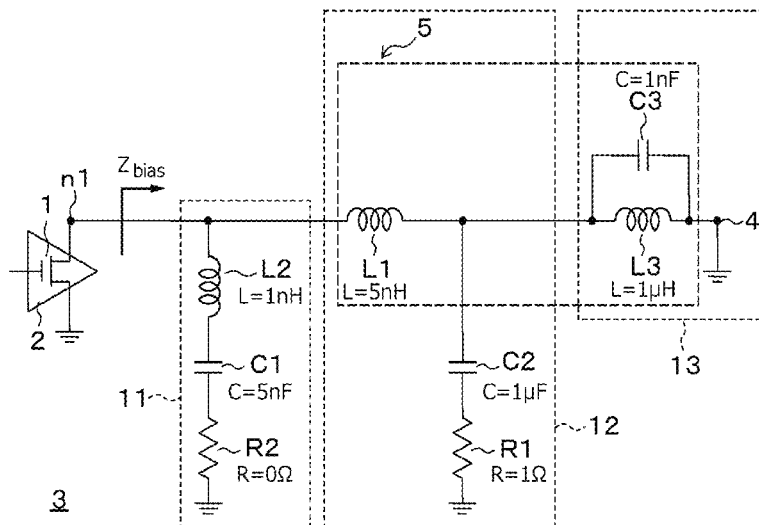 5
C=1nF
C3
Zbias
n1
1
4
L2
L=1nH
L1
L=5nH
L3
L=1μH
2
C1
C=5nF
C2
C=1μF
13
11
12
R2
R=0Ω
R1
R=1Ω
3